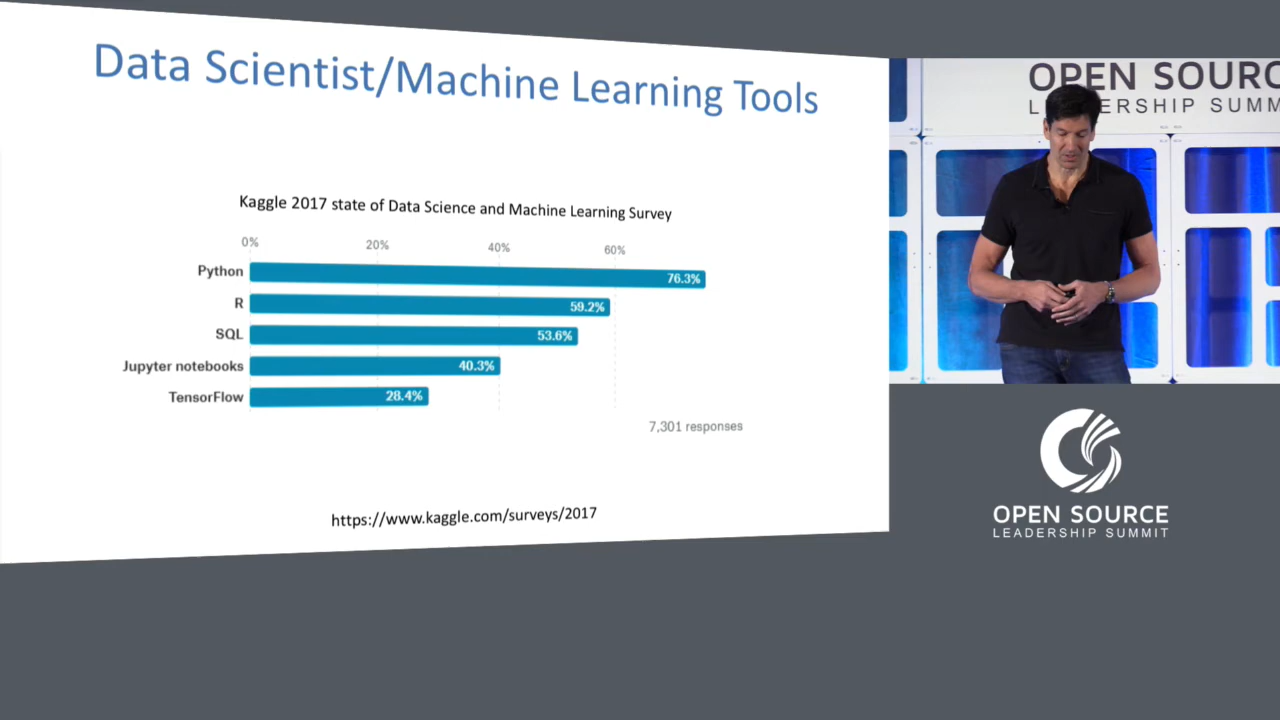 Data Scientist/Machine Learning Tools
Kaggle 2017 state of Data Science and Machine Learning Survey
0% 20% 40% 60%
Python 76.3%
R 59.2%
SQL 53.6%
Jupyter notebooks 40.3%
TensorFlow 28.4%
7,301 responses
https://www.kaggle.com/surveys/2017
OPEN SOURC
L ERSHIP SUMM
OPEN SOURCE
LEADERSHIP SUMMIT